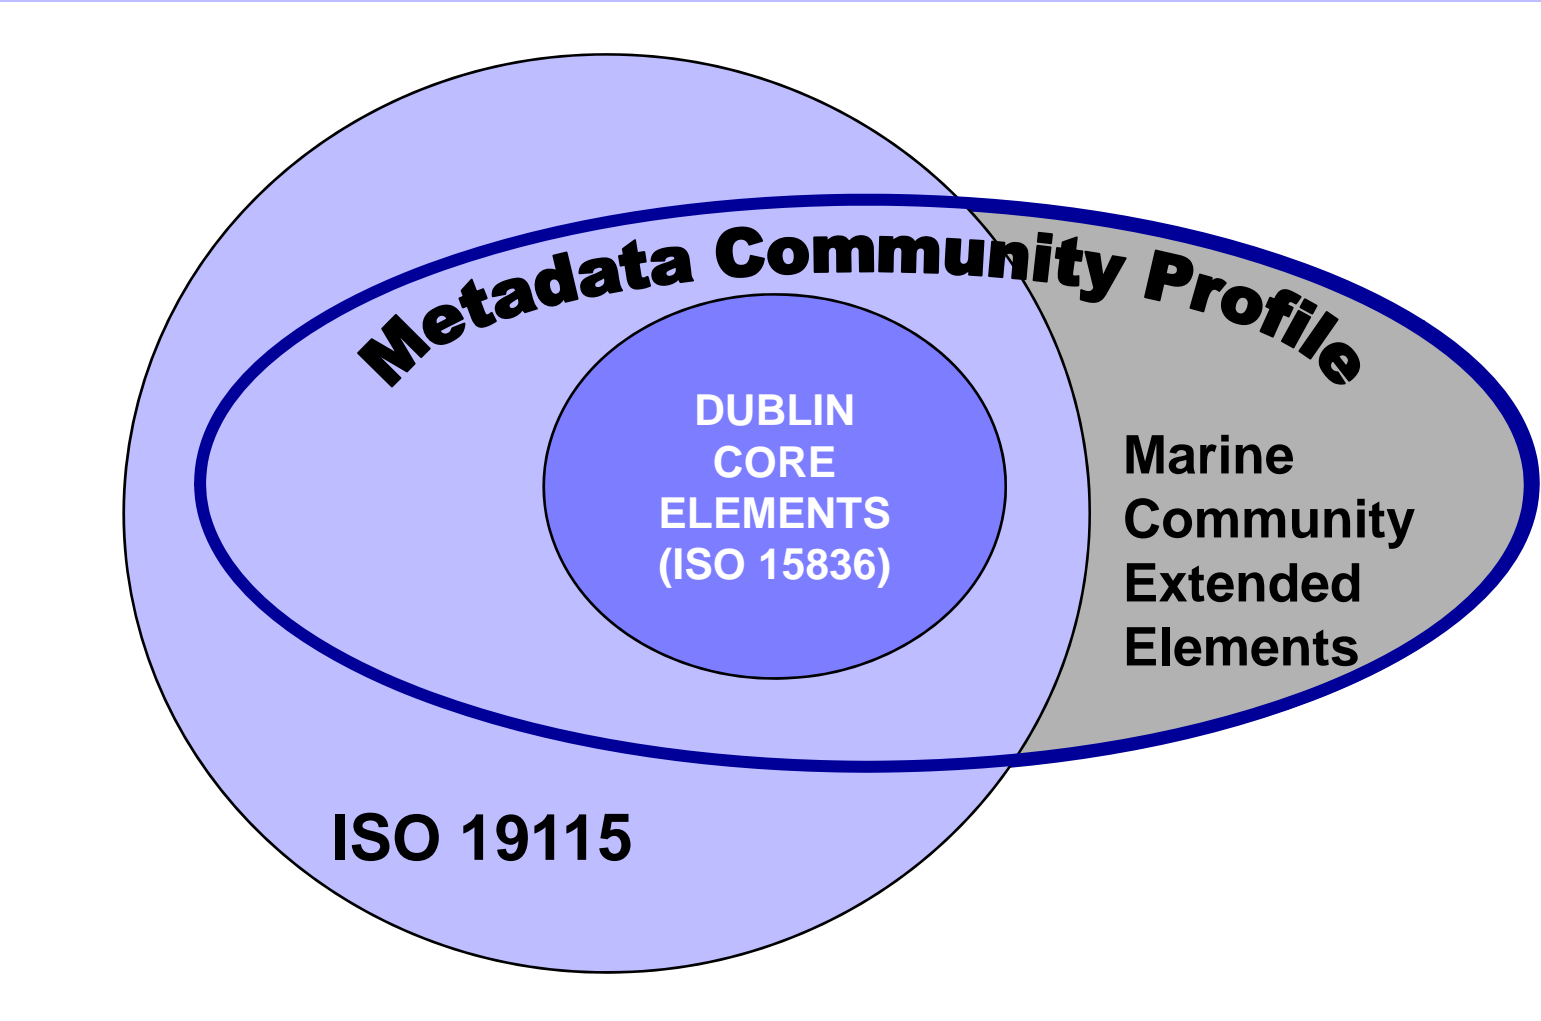 Metadata Community Profile
DUBLIN
CORE
ELEMENTS
(ISO 15836)
Marine
Community
Extended
Elements
ISO 19115